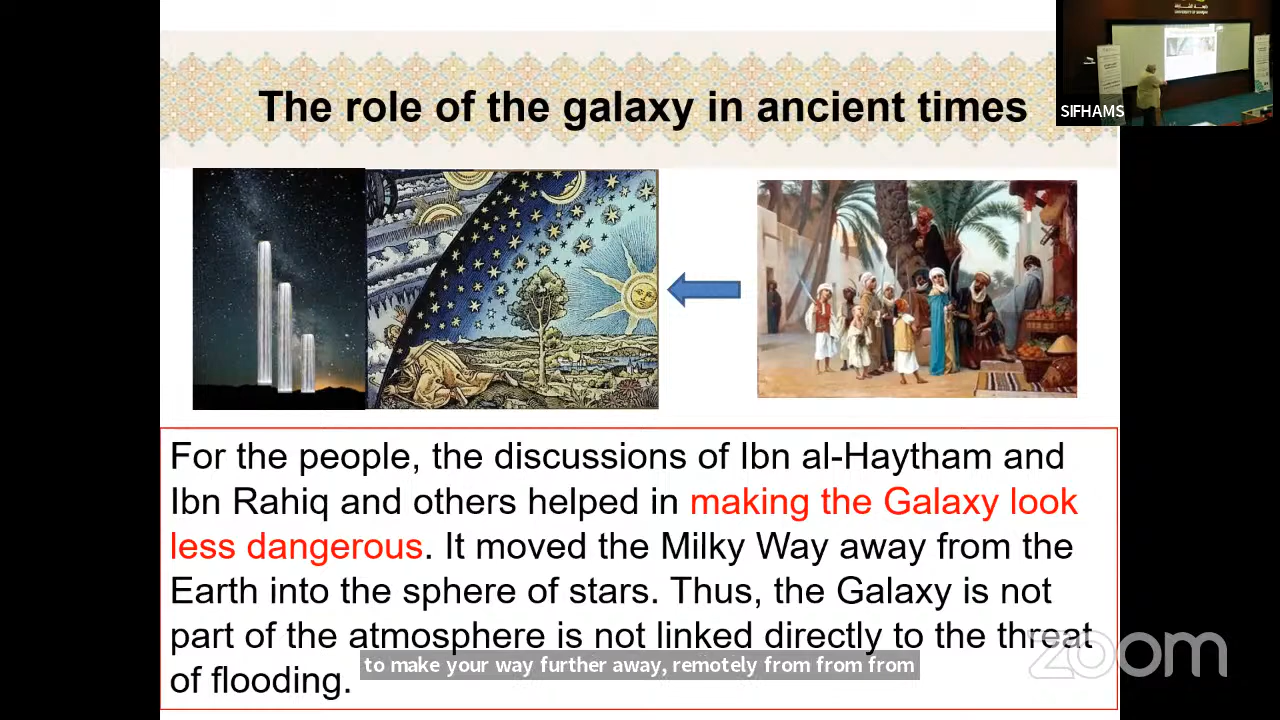 The role of the galaxy in ancient times
SIFHAMS
For the people, the discussions of Ibn al-Haytham and
Ibn Rahiq and others helped in making the Galaxy look
less dangerous. It moved the Milky Way away from the
Earth into the sphere of stars. Thus, the Galaxy is not
part of the atmosphere is not linked directly to the threat
of flooding.
to make your way further away, remotely from from from
zoom